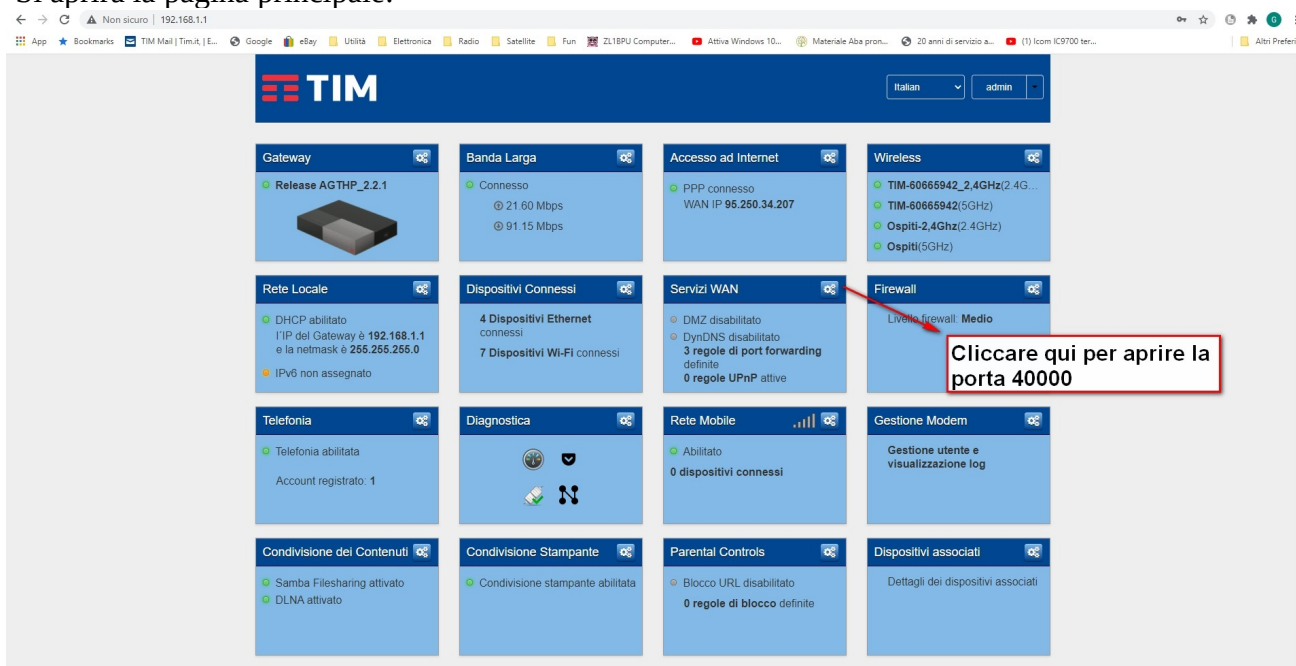 Si aprirà la pagina principale:
Non sicuro | 192.168.1.1
App Bookmarks TIM Mail | Tim.it, | E... Google eBay Utilità Elettronica Radio Satellite Fun ZL1BPU Computer... Attiva Windows 10... Materiale Aba pron... 20 anni di servizio a... (1) Icom IC9700 ter... Altri Preferi
TIM
Italian admin
Gateway
Release AGTHP_2.2.1
Banda Larga
Connesso
21.60 Mbps
91.15 Mbps
Accesso ad Internet
PPP connesso
WAN IP 95.250.34.207
Wireless
TIM-60665942_2,4GHz(2.4G...
TIM-60665942(5GHz)
Ospiti-2,4Ghz(2.4GHz)
Ospiti(5GHz)
Rete Locale
DHCP abilitato
l'IP del Gateway è 192.168.1.1
e la netmask è 255.255.255.0
IPv6 non assegnato
Dispositivi Connessi
4 Dispositivi Ethernet
connessi
7 Dispositivi Wi-Fi connessi
Servizi WAN
DMZ disabilitato
DynDNS disabilitato
3 regole di port forwarding
definite
0 regole UPnP attive
Firewall
Livello firewall: Medio
Cliccare qui per aprire la
porta 40000
Telefonia
Telefonia abilitata
Account registrato: 1
Diagnostica
Rete Mobile
Abilitato
0 dispositivi connessi
Gestione Modem
Gestione utente e
visualizzazione log
Condivisione dei Contenuti
Samba Filesharing attivato
DLNA attivato
Condivisione Stampante
Condivisione stampante abilitata
Parental Controls
Blocco URL disabilitato
0 regole di blocco definite
Dispositivi associati
Dettagli dei dispositivi associati